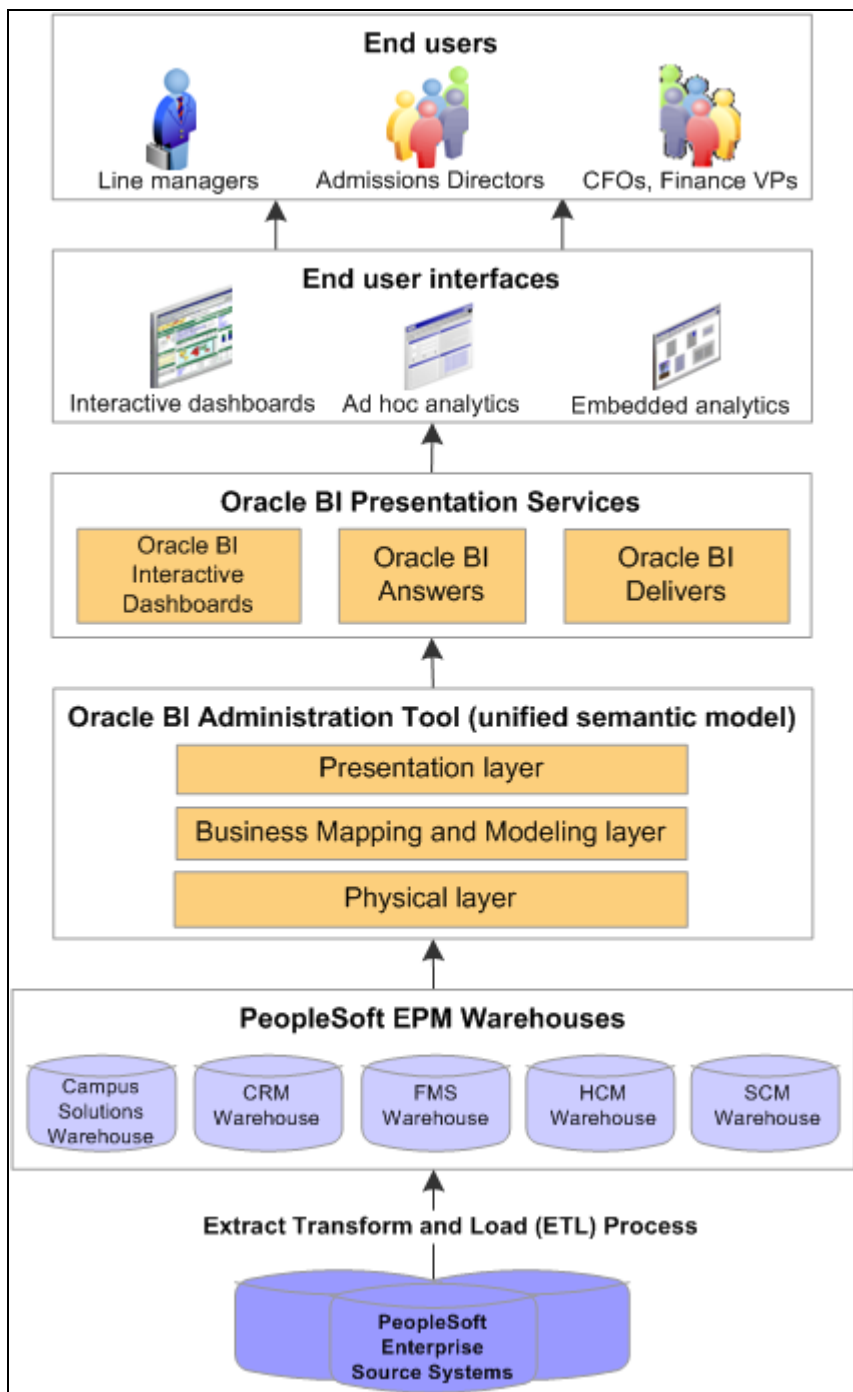 End users
Line managers
Admissions Directors
CFOs, Finance VPs
End user interfaces
Interactive dashboards
Ad hoc analytics
Embedded analytics
Oracle BI Presentation Services
Oracle BI
Interactive
Dashboards
Oracle BI
Answers
Oracle BI
Delivers
Oracle BI Administration Tool (unified semantic model)
Presentation layer
Business Mapping and Modeling layer
Physical layer
PeopleSoft EPM Warehouses
Campus
Solutions
Warehouse
CRM
Warehouse
FMS
Warehouse
HCM
Warehouse
SCM
Warehouse
Extract Transform and Load (ETL) Process
PeopleSoft
Enterprise
Source Systems